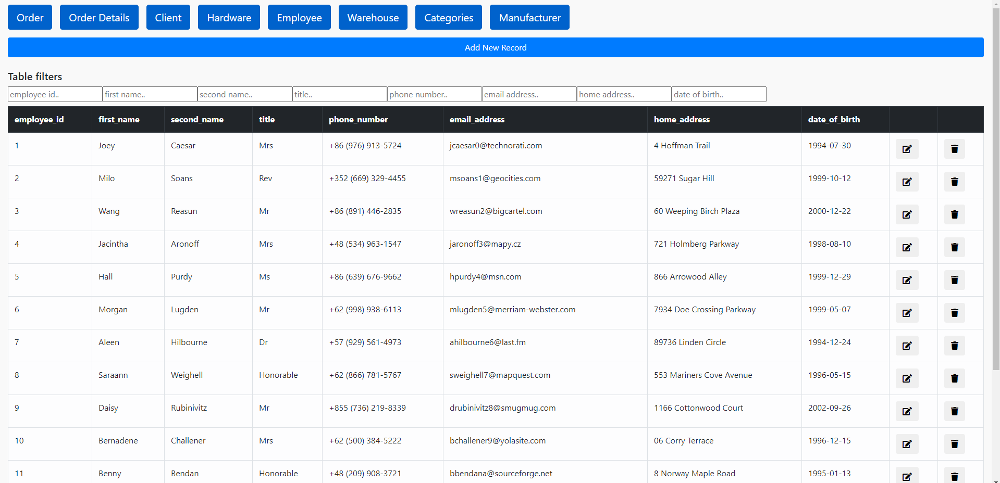 Order Order Details Client Hardware Employee Warehouse Categories Manufacturer
Add New Record
Table filters
employee id.. first name.. second name.. title.. phone number.. email address.. home address.. date of birth..
employee_id first_name second_name title phone_number email_address home_address date_of_birth
1 Joey Caesar Mrs +86 (976) 913-5724 jcaesar0@technorati.com 4 Hoffman Trail 1994-07-30
2 Milo Soans Rev +352 (669) 329-4455 msoans1@geocities.com 59271 Sugar Hill 1999-10-12
3 Wang Reasun Mr +86 (891) 446-2835 wreasun2@bigcartel.com 60 Weeping Birch Plaza 2000-12-22
4 Jacintha Aronoff Mrs +48 (534) 963-1547 jaronoff3@mapy.cz 721 Holmberg Parkway 1998-08-10
5 Hall Purdy Ms +86 (639) 676-9662 hpurdy4@msn.com 866 Arrowood Alley 1999-12-29
6 Morgan Lugden Mr +62 (998) 938-6113 mlugden5@merriam-webster.com 7934 Doe Crossing Parkway 1999-05-07
7 Aleen Hilbourne Dr +57 (929) 561-4973 ahilbourne6@last.fm 89736 Linden Circle 1994-12-24
8 Saraann Weighell Honorable +62 (866) 781-5767 sweighell7@mapquest.com 553 Mariners Cove Avenue 1996-05-15
9 Daisy Rubinivitz Mr +855 (736) 219-8339 drubinivitz8@smugmug.com 1166 Cottonwood Court 2002-09-26
10 Bernadene Challener Mrs +62 (500) 384-5222 bchallener9@yolasite.com 06 Corry Terrace 1996-12-15
11 Benny Bendan Honorable +48 (209) 908-3721 bbendana@sourceforge.net 8 Norway Maple Road 1995-01-13